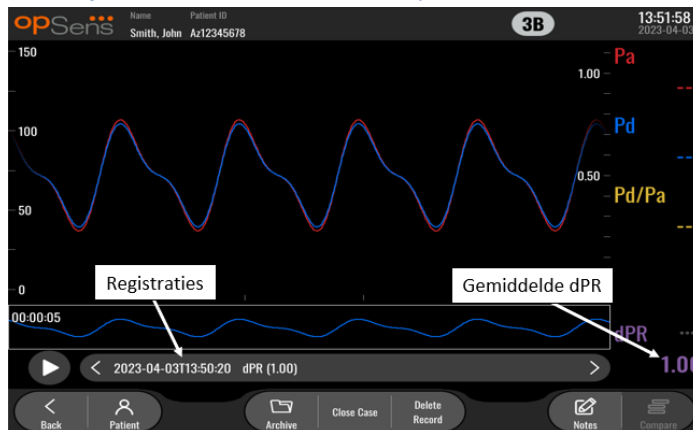 opSens
Name Patient ID
Smith, John Az12345678
3B
13:51:58
2023-04-03
150
1.00
Pa
--
100
Pd
--
0.50
Pd/Pa
--
50
0
Registraties
Gemiddelde dPR
00:00:05
dPR
--
1.00
< 2023-04-03T13:50:20 dPR (1.00) >
< Back
Patient
Archive
Close Case
Delete
Record
Notes
Compare